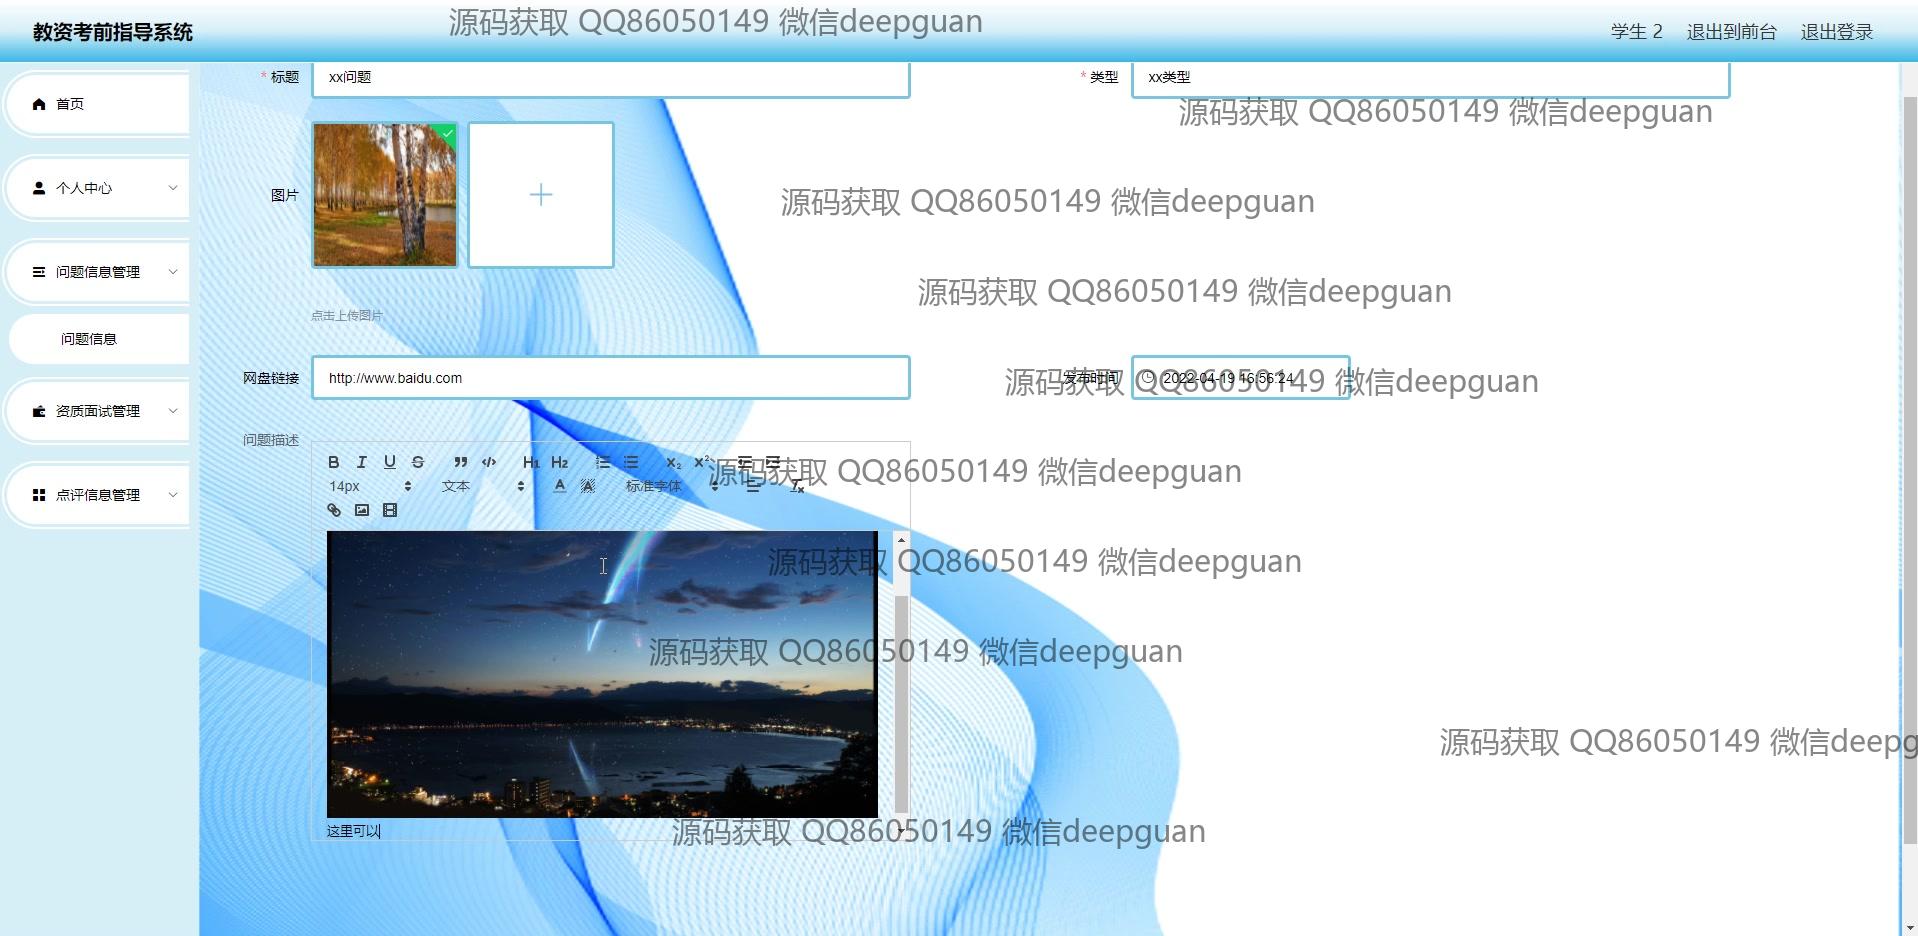 教资考前指导系统
源码获取 QQ86050149 微信deepguan
学生 2 退出到前台 退出登录
* 标题 xx问题
* 类型 xx类型
首页
源码获取 QQ86050149 微信deepguan
个人中心
图片
源码获取 QQ86050149 微信deepguan
问题信息管理
源码获取 QQ86050149 微信deepguan
点击上传图片
问题信息
网盘链接 http://www.baidu.com
发布时间 2022-04-19 16:56:24
源码获取 QQ86050149 微信deepguan
资质面试管理
问题描述
B I U S H1 H2 X2 X2
源码获取 QQ86050149 微信deepguan
14px 文本 A A 标准字体 Tx
点评信息管理
源码获取 QQ86050149 微信deepguan
源码获取 QQ86050149 微信deepguan
源码获取 QQ86050149 微信deepg
这里可以
源码获取 QQ86050149 微信deepguan